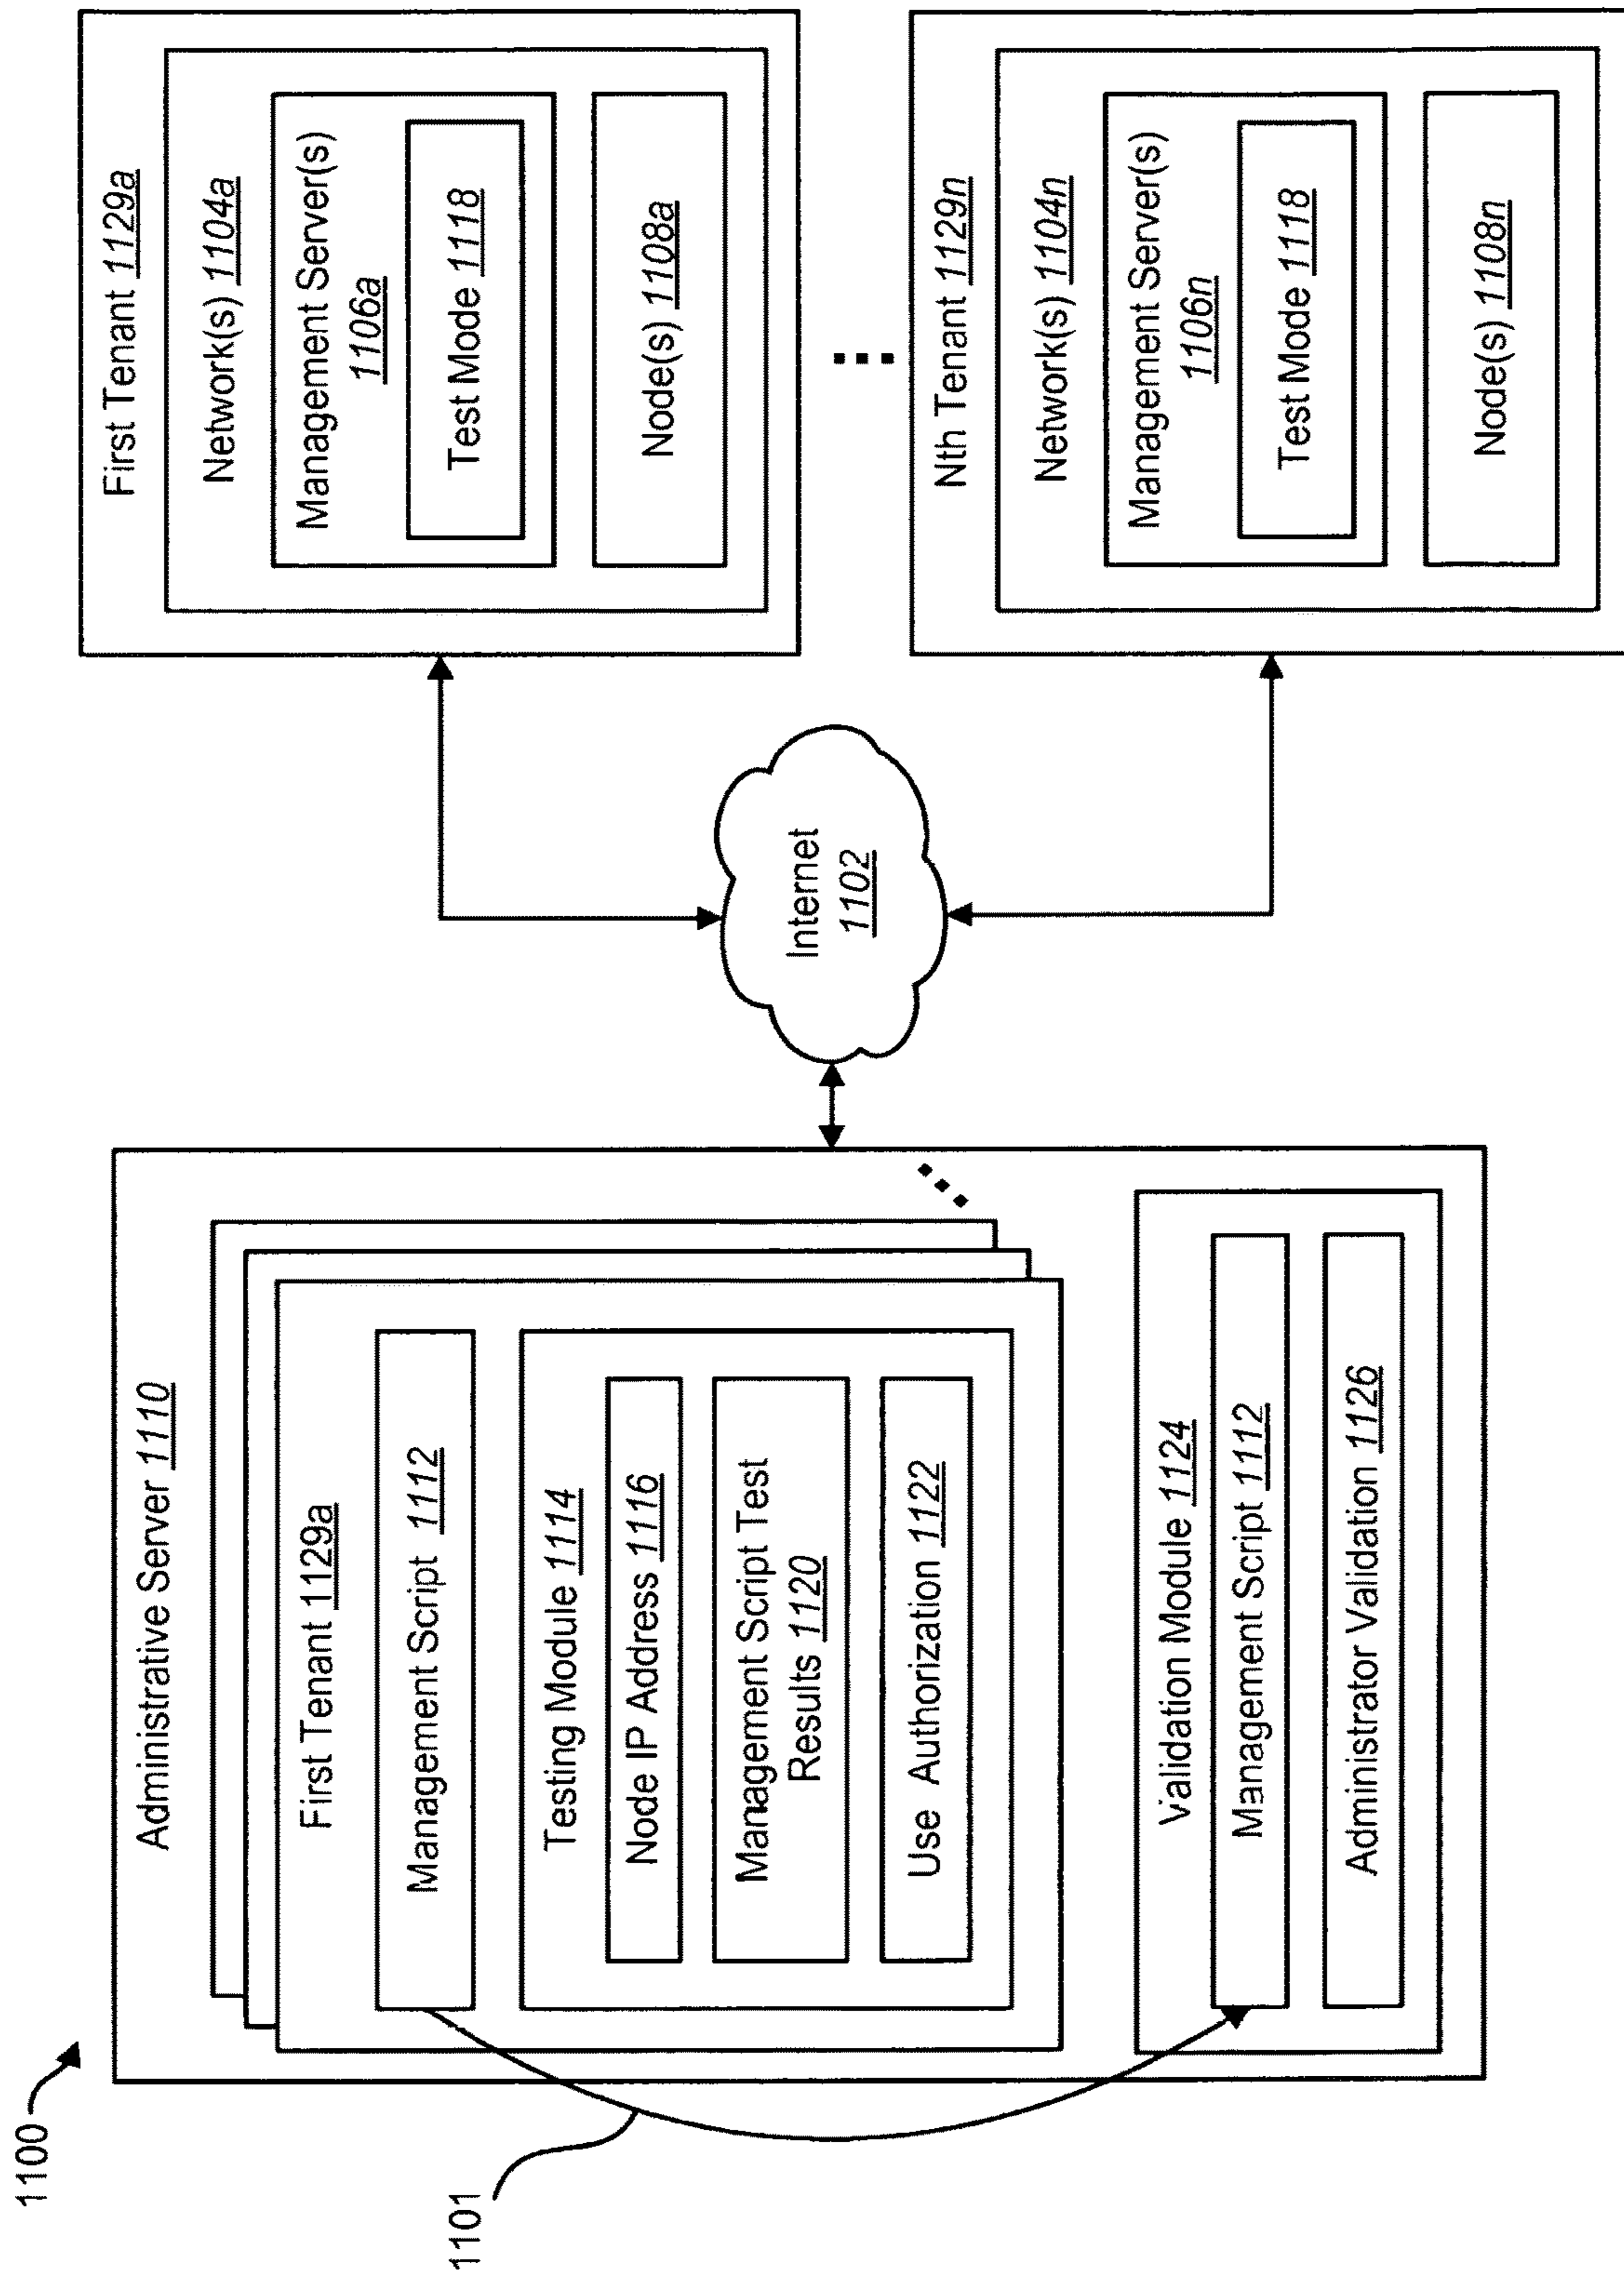 1100
1101
Administrative Server 1110
First Tenant 1129a
Management Script 1112
Testing Module 1114
Node IP Address 1116
Management Script Test
Results 1120
Use Authorization 1122
Validation Module 1124
Management Script 1112
Administrator Validation 1126
Internet
1102
First Tenant 1129a
Network(s) 1104a
Management Server(s)
1106a
Test Mode 1118
Node(s) 1108a
Nth Tenant 1129n
Network(s) 1104n
Management Server(s)
1106n
Test Mode 1118
Node(s) 1108n